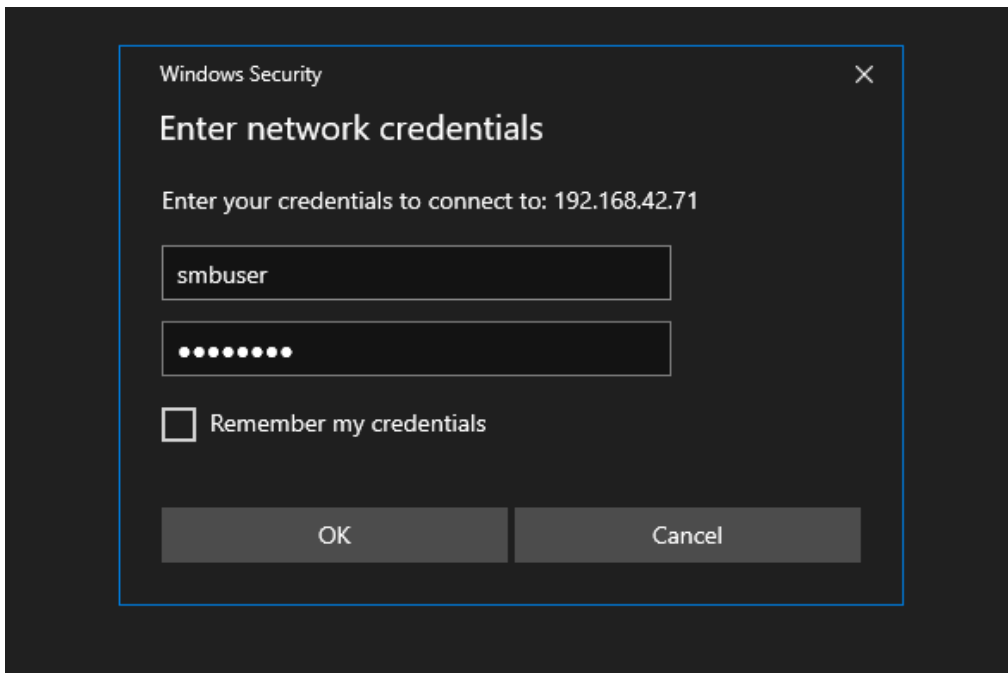 Windows Security
Enter network credentials
Enter your credentials to connect to: 192.168.42.71
smbuser
••••••••
Remember my credentials
OK
Cancel